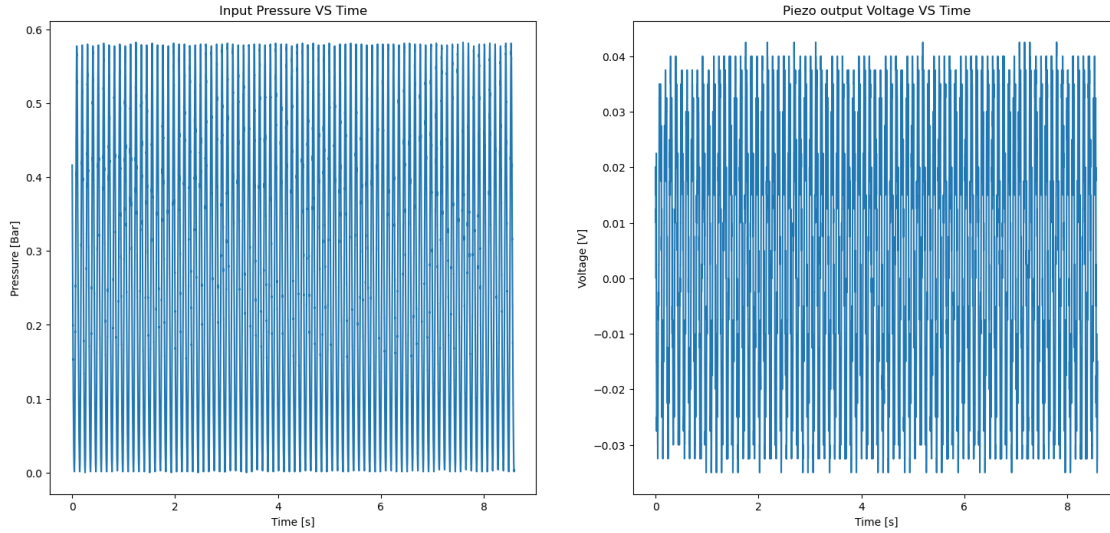 Input Pressure VS Time
0.6
0.5
0.4
0.3
0.2
0.1
0.0
Pressure [Bar]
0 2 4 6 8
Time [s]
Piezo output Voltage VS Time
0.04
0.03
0.02
0.01
0.00
−0.01
−0.02
−0.03
Voltage [V]
0 2 4 6 8
Time [s]